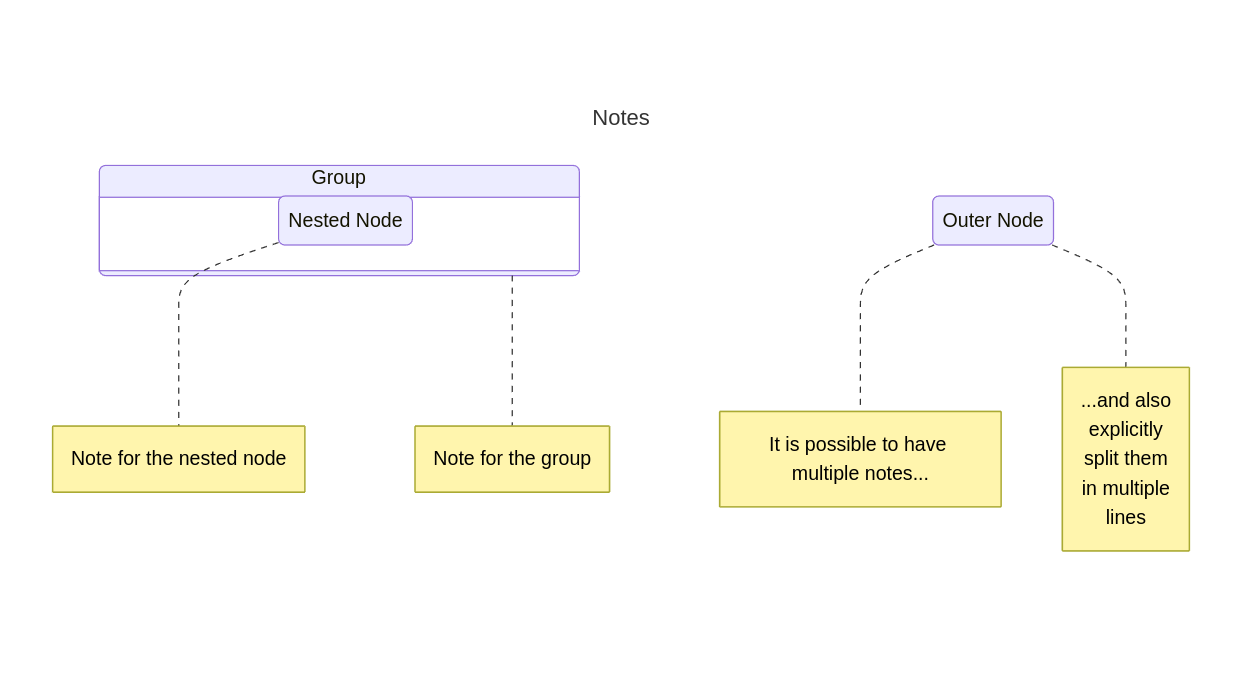 Notes
Group
Nested Node
Outer Node
Note for the nested node
Note for the group
It is possible to have
multiple notes...
...and also
explicitly
split them
in multiple
lines